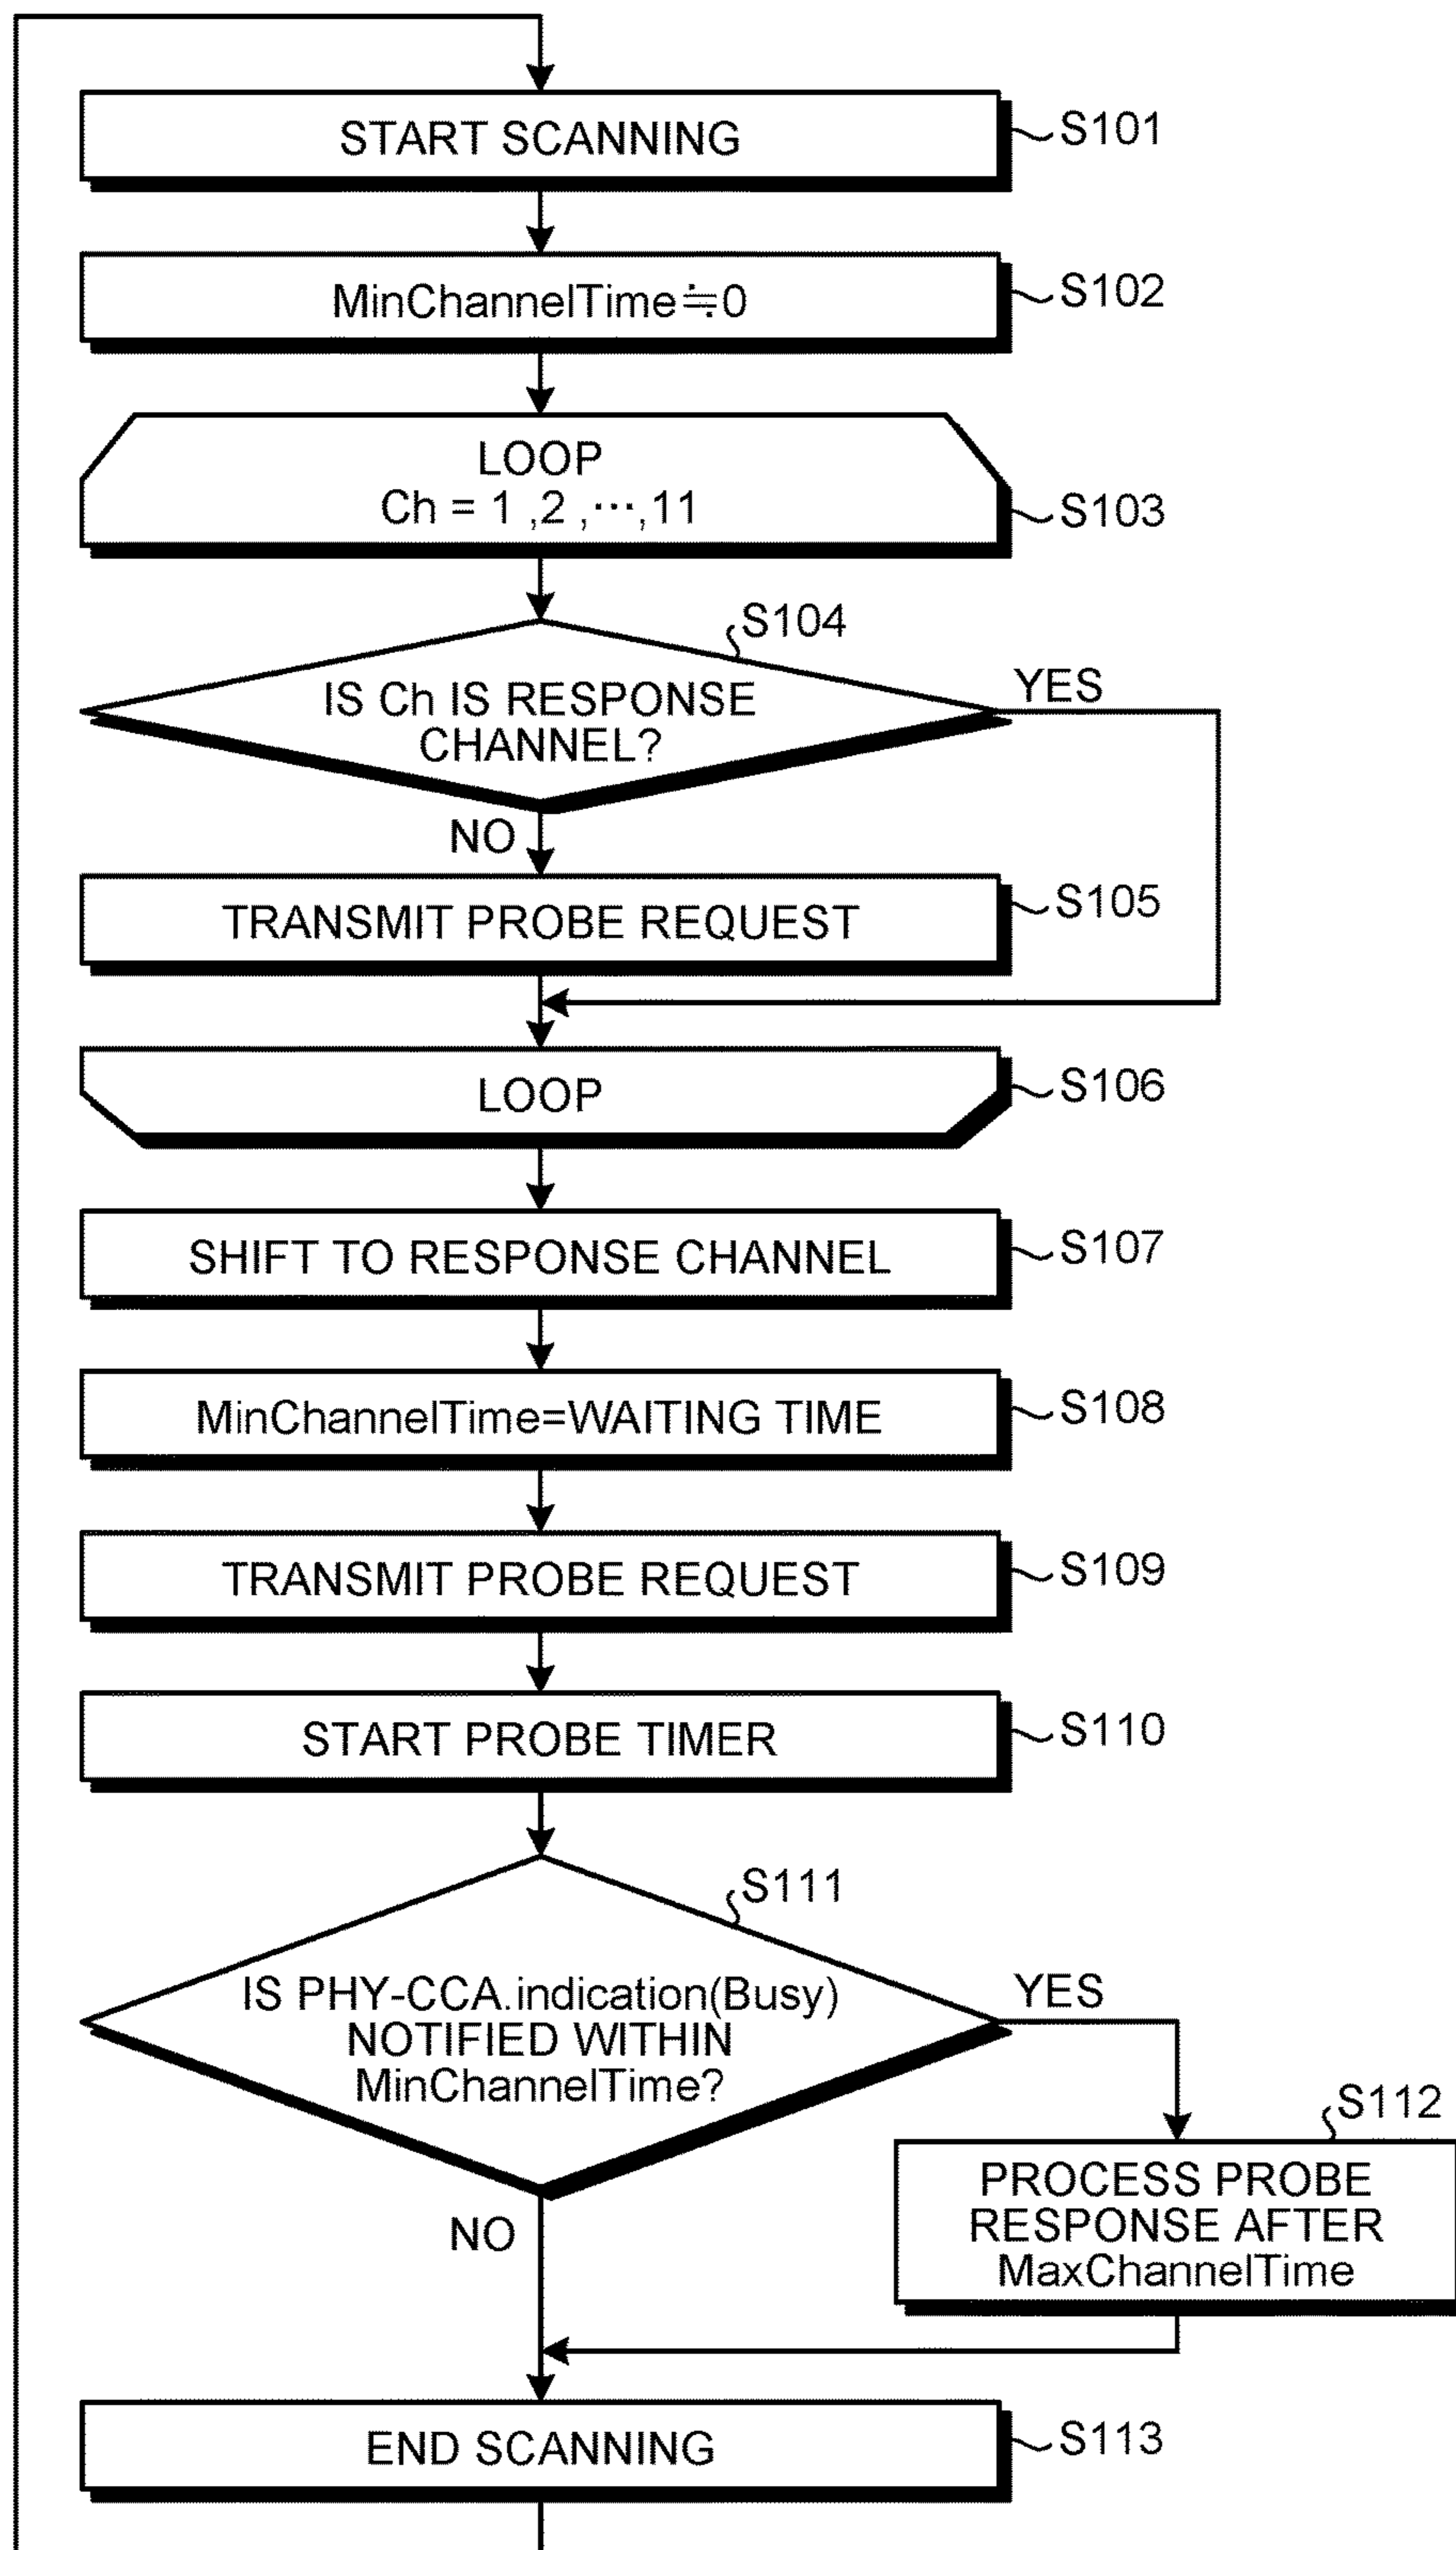 START SCANNING
S101
MinChannelTime≒0
S102
LOOP
Ch = 1 ,2 ,⋯,11
S103
S104
IS Ch IS RESPONSE
CHANNEL?
YES
NO
TRANSMIT PROBE REQUEST
S105
LOOP
S106
SHIFT TO RESPONSE CHANNEL
S107
MinChannelTime=WAITING TIME
S108
TRANSMIT PROBE REQUEST
S109
START PROBE TIMER
S110
S111
IS PHY-CCA.indication(Busy)
NOTIFIED WITHIN
MinChannelTime?
YES
NO
S112
PROCESS PROBE
RESPONSE AFTER
MaxChannelTime
END SCANNING
S113